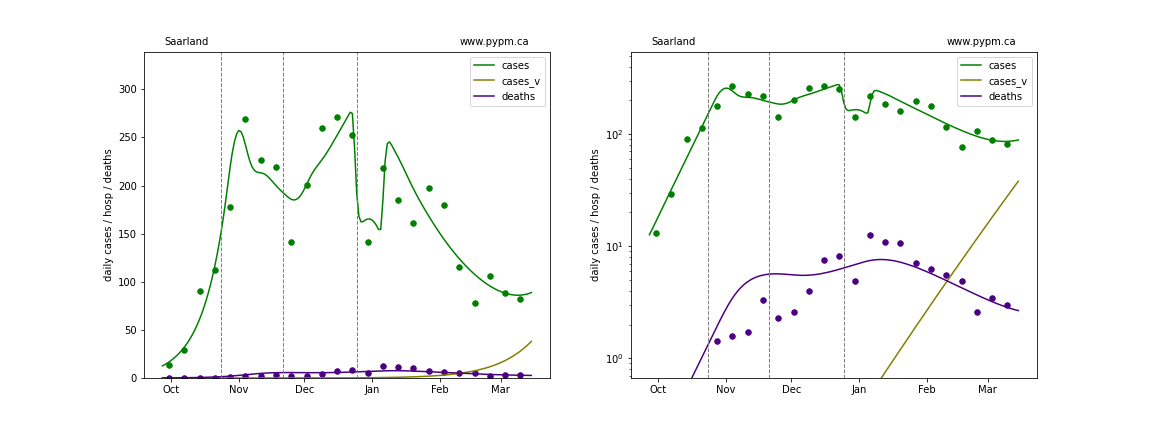 Saarland www.pypm.ca
cases
cases_v
deaths
daily cases / hosp / deaths
300
250
200
150
100
50
0
Oct Nov Dec Jan Feb Mar
Saarland www.pypm.ca
cases
cases_v
deaths
daily cases / hosp / deaths
10²
10¹
10⁰
Oct Nov Dec Jan Feb Mar